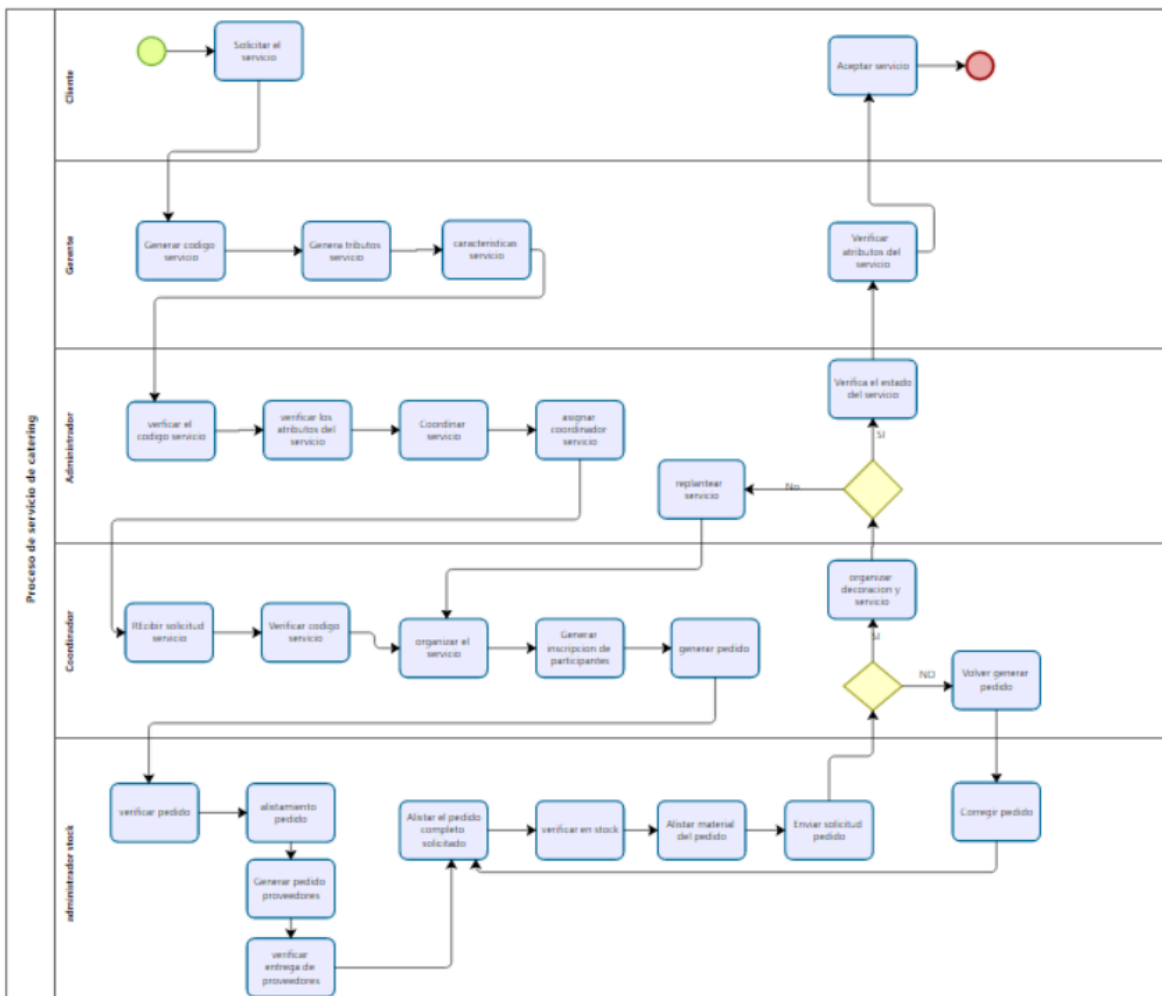 Proceso de servicio de catering
Cliente
Solicitar el
servicio
Aceptar servicio
Gerente
Generar codigo
servicio
Genera tributos
servicio
caracteristicas
servicio
Verificar
atributos del
servicio
Administrador
verficar el
codigo servicio
verificar los
atributos del
servicio
Coordinar
servicio
asignar
coordinador
servicio
Verifica el estado
del servicio
SI
No
replantear
servicio
Coordinador
REcibir solicitud
servicio
Verificar codigo
servicio
organizar el
servicio
Generar
inscripcion de
participantes
generar pedido
organizar
decoracion y
servicio
SI
NO
Volver generar
pedido
administrador stock
verificar pedido
alistamiento
pedido
Generar pedido
proveedores
verificar
entrega de
proveedores
Alistar el pedido
completo
solicitado
verificar en stock
Alistar material
del pedido
Enviar solicitud
pedido
Corregir pedido